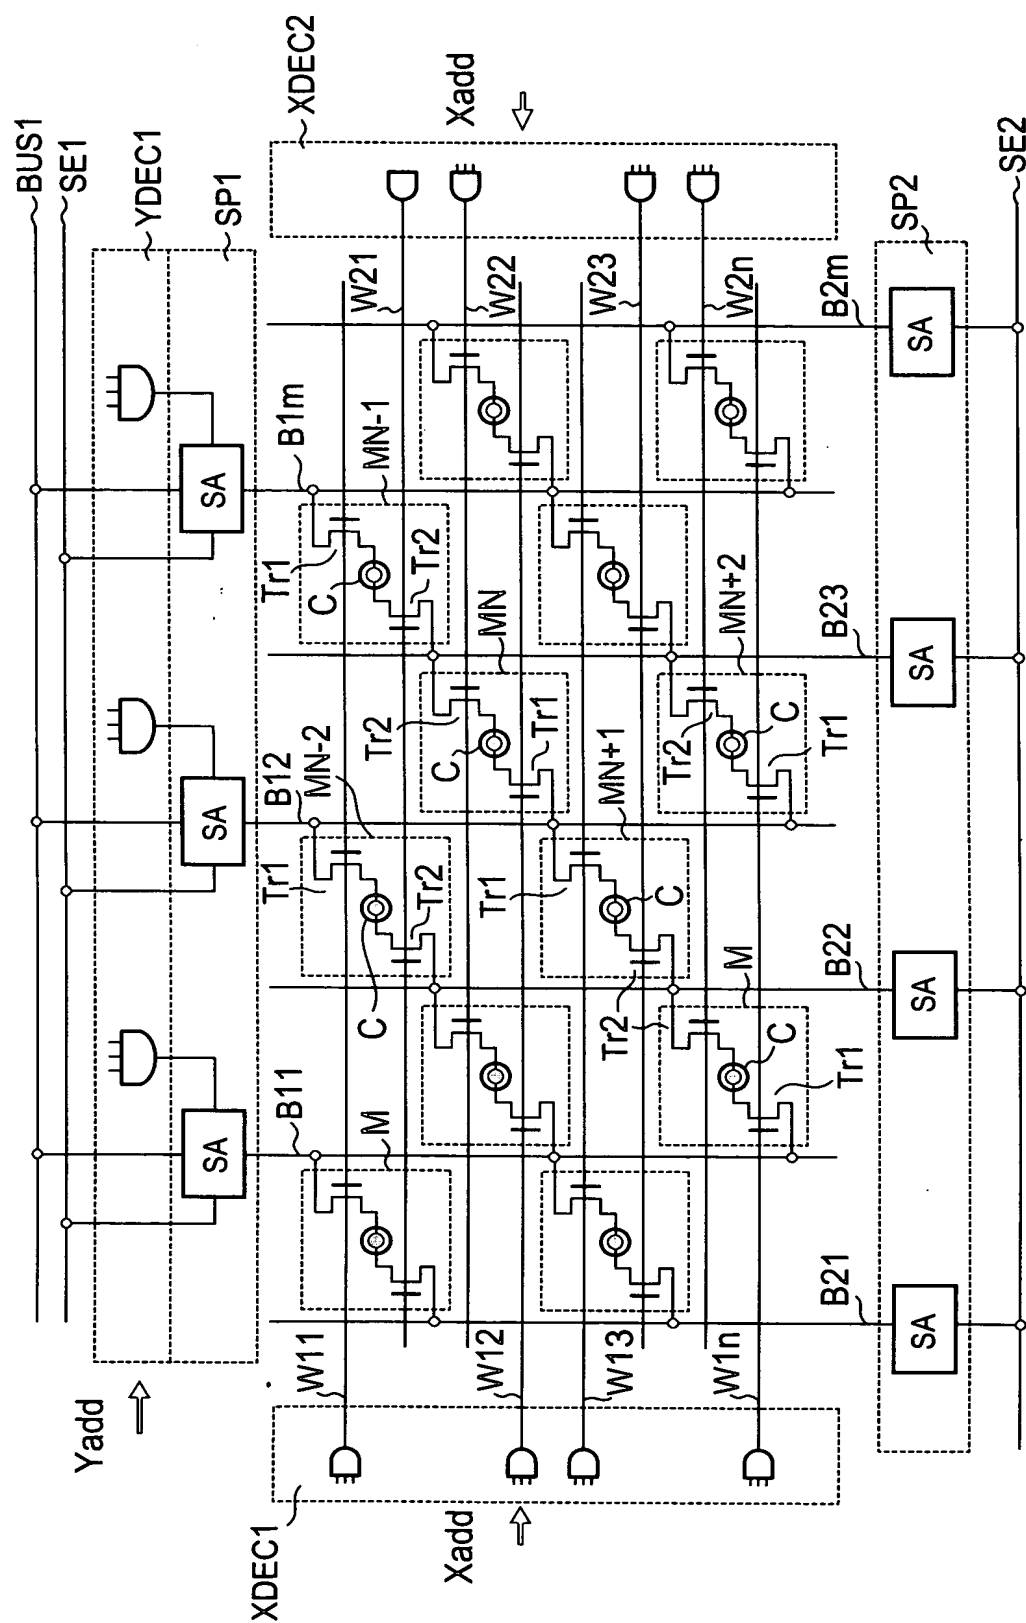 BUS1
SE1
YDEC1
SP1
XDEC2
Xadd
Yadd
SA
SA
SA
B11
B12
B1m
W11
W12
W13
W1n
W21
W22
W23
W2n
XDEC1
Xadd
M
MN-2
MN-1
Tr1
C
Tr2
Tr1
C
Tr2
MN
Tr2
C
Tr1
MN+1
Tr1
C
Tr2
M
C
Tr1
MN+2
Tr2
C
Tr1
B21
B22
B23
B2m
SP2
SA
SA
SA
SA
SE2